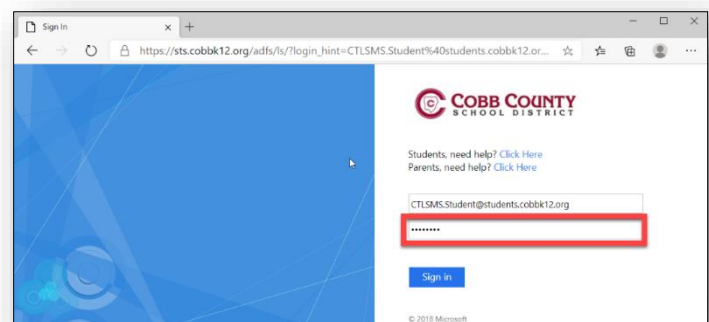 Sign In
https://sts.cobbk12.org/adfs/ls/?login_hint=CTLSMS.Student%40students.cobbk12.or...
COBB COUNTY
SCHOOL DISTRICT
Students, need help? Click Here
Parents, need help? Click Here
CTLSMS.Student@students.cobbk12.org
••••••••
Sign in
© 2018 Microsoft